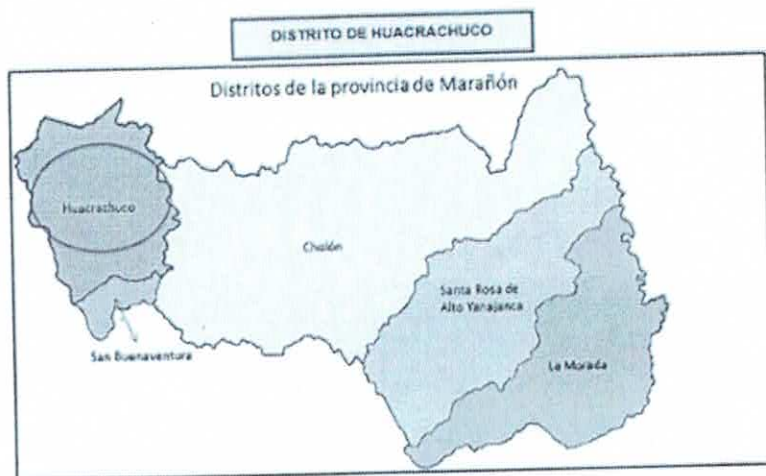 DISTRITO DE HUACRACHUCO
Distritos de la provincia de Marañón
Huacrachuco
Cholón
Santa Rosa de
Alto Yanajanca
San Buenaventura
La Morada